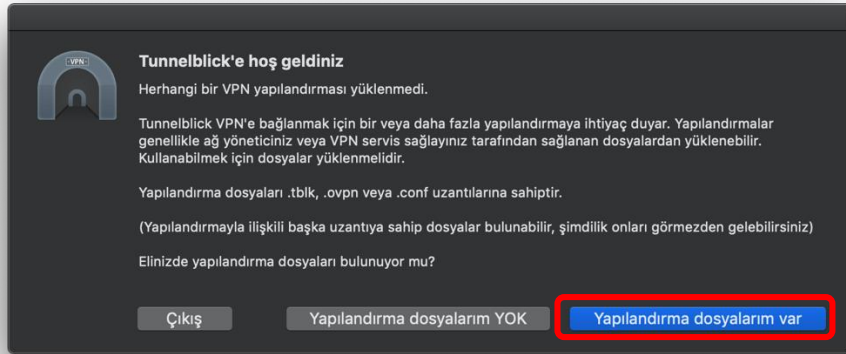 VPN
Tunnelblick'e hoş geldiniz
Herhangi bir VPN yapılandırması yüklenmedi.
Tunnelblick VPN'e bağlanmak için bir veya daha fazla yapılandırmaya ihtiyaç duyar. Yapılandırmalar
genellikle ağ yöneticiniz veya VPN servis sağlayınız tarafından sağlanan dosyalardan yüklenebilir.
Kullanabilmek için dosyalar yüklenmelidir.
Yapılandırma dosyaları .tblk, .ovpn veya .conf uzantılarına sahiptir.
(Yapılandırmayla ilişkili başka uzantıya sahip dosyalar bulunabilir, şimdilik onları görmezden gelebilirsiniz)
Elinizde yapılandırma dosyaları bulunuyor mu?
Çıkış
Yapılandırma dosyalarım YOK
Yapılandırma dosyalarım var